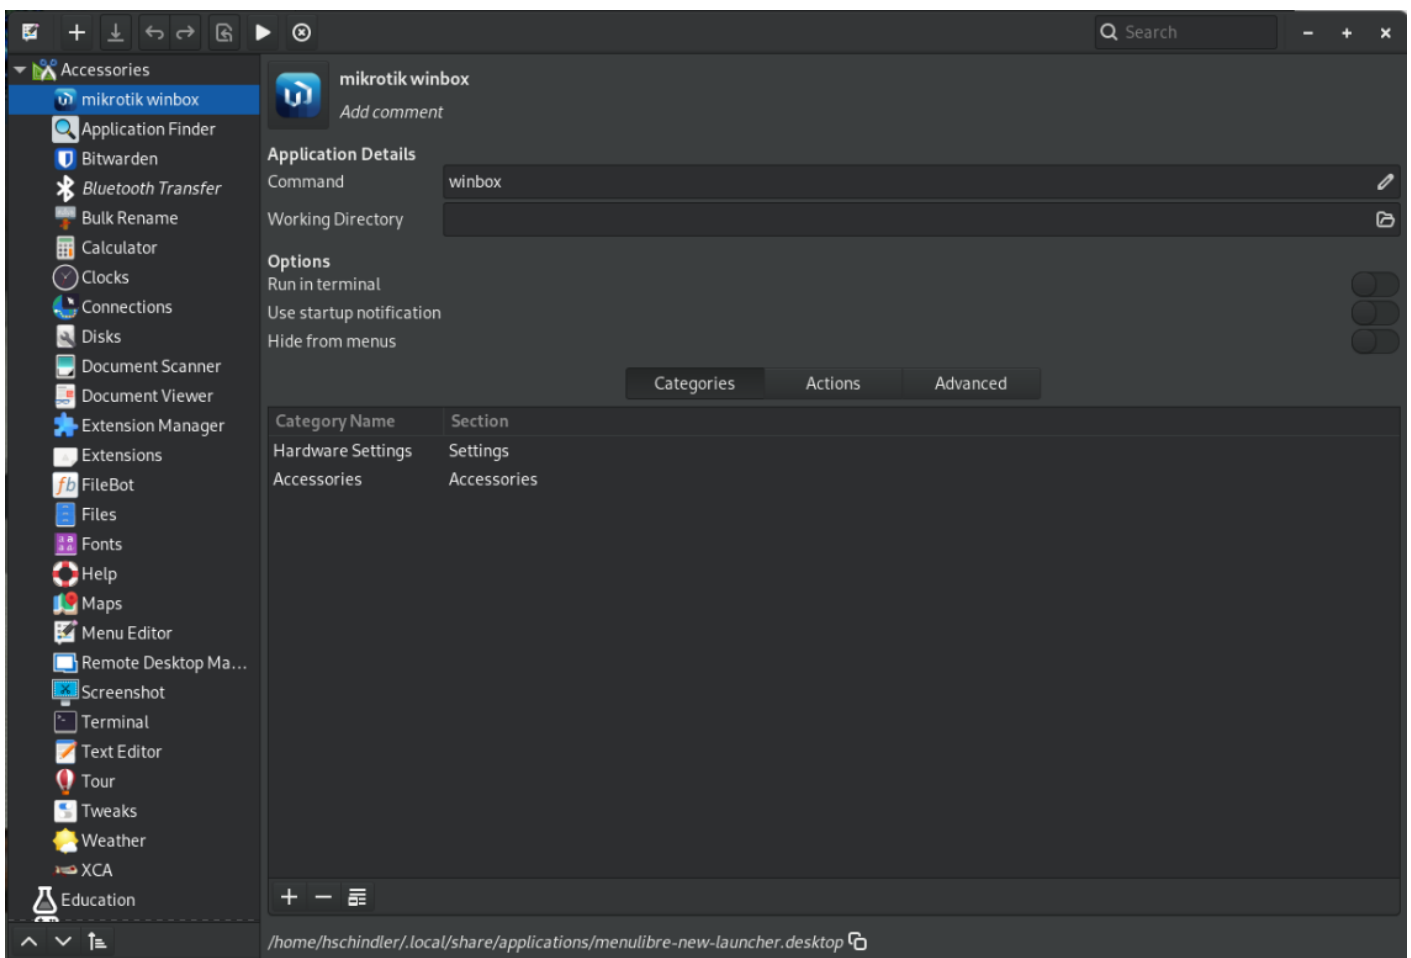 Search
Accessories
mikrotik winbox
Application Finder
Bitwarden
Bluetooth Transfer
Bulk Rename
Calculator
Clocks
Connections
Disks
Document Scanner
Document Viewer
Extension Manager
Extensions
FileBot
Files
Fonts
Help
Maps
Menu Editor
Remote Desktop Ma...
Screenshot
Terminal
Text Editor
Tour
Tweaks
Weather
XCA
Education
mikrotik winbox
Add comment
Application Details
Command winbox
Working Directory
Options
Run in terminal
Use startup notification
Hide from menus
Categories Actions Advanced
Category Name Section
Hardware Settings Settings
Accessories Accessories
/home/hschindler/.local/share/applications/menulibre-new-launcher.desktop